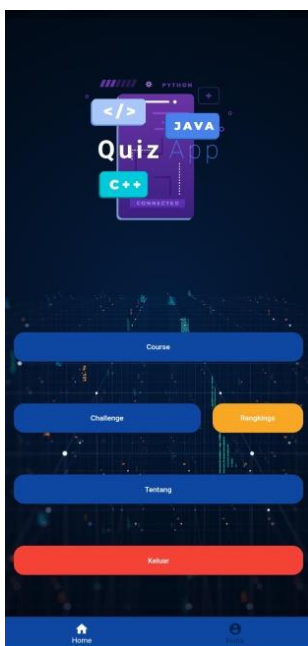 PYTHON
</>
JAVA
Quiz App
C++
CONNECTED
Course
Challenge
Rangkings
Tentang
Keluar
Home